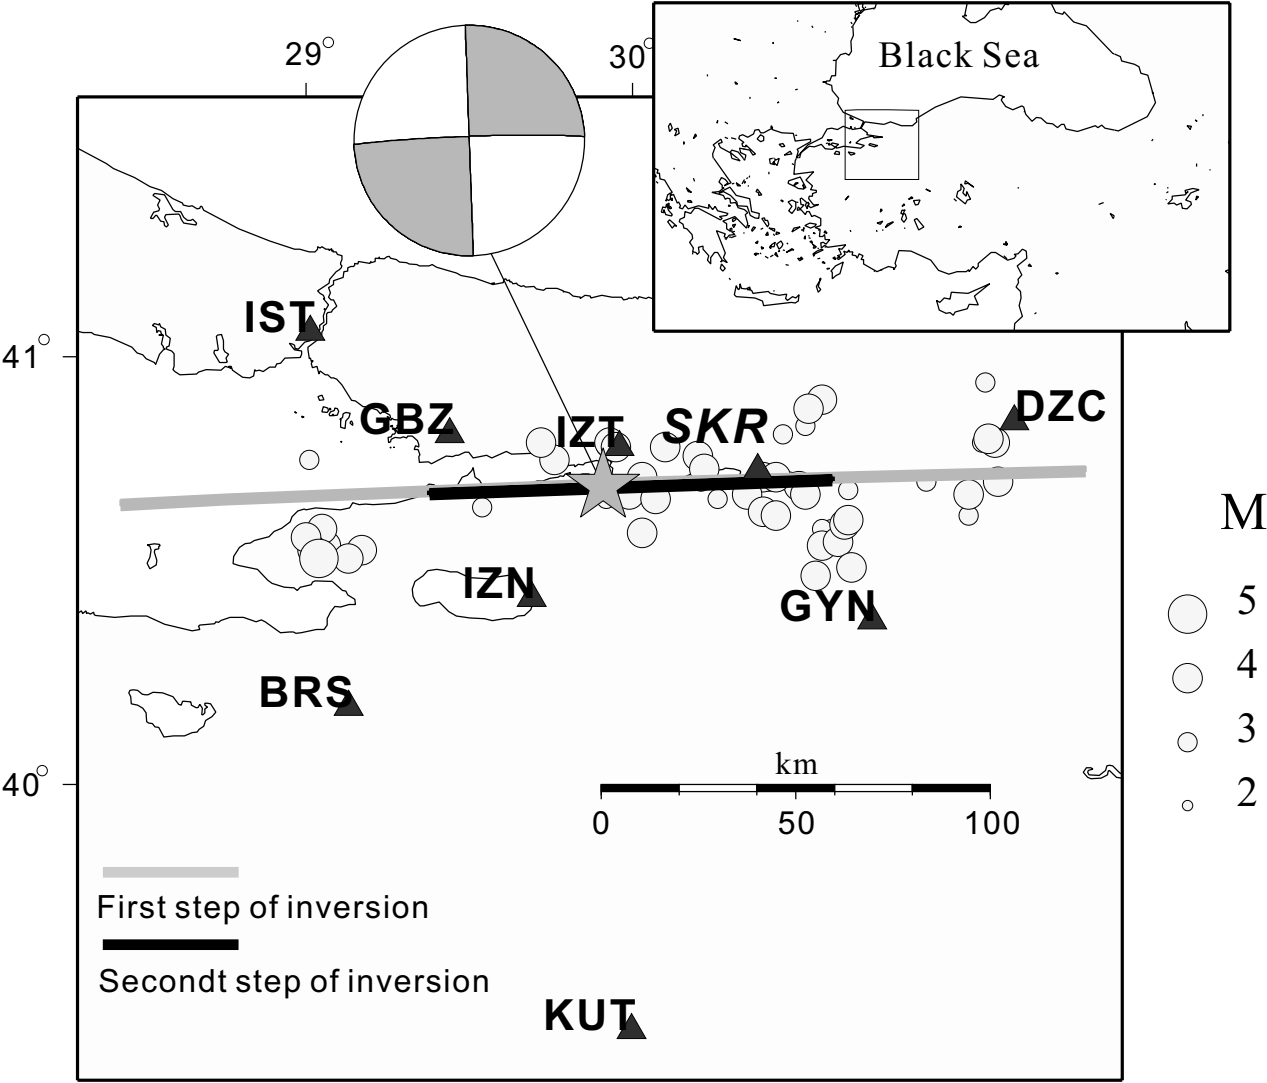 29°
30°
Black Sea
IST
41°
GBZ
IZT
SKR
DZC
M
IZN
GYN
5
4
BRS
3
km
40°
2
0 50 100
First step of inversion
Secondt step of inversion
KUT